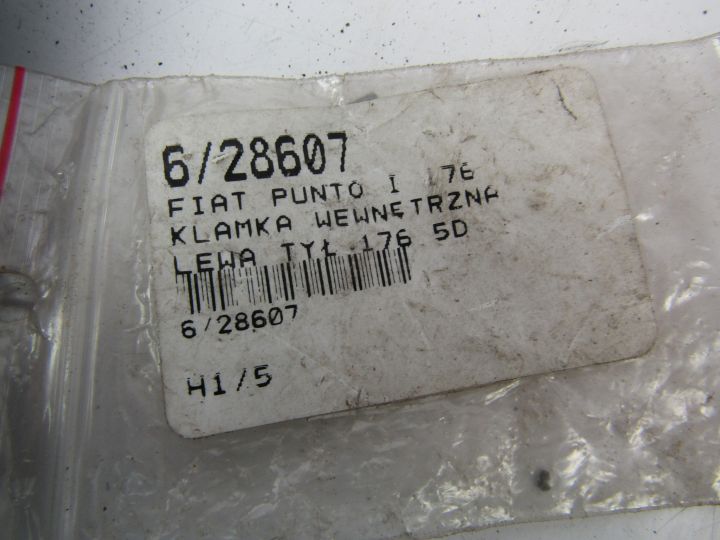 6/28607
FIAT PUNTO I 176
KLAMKA WEWNĘTRZNA
LEWA TYŁ 176 5D
6/28607
H1/5